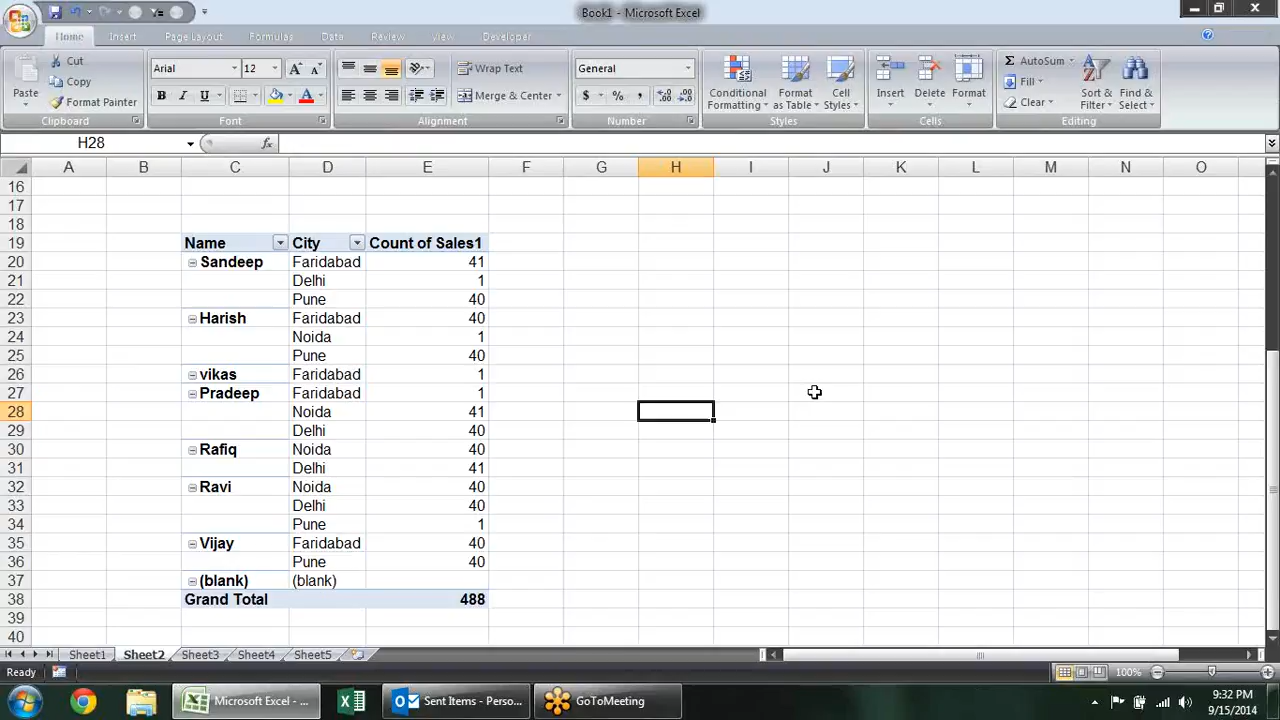 Book1 - Microsoft Excel
Home Insert Page Layout Formulas Data Review View Developer
Paste
Cut
Copy
Format Painter
Clipboard
Arial 12
B I U
Font
Wrap Text
Merge & Center
Alignment
General
$ % ,
Number
Conditional Formatting
Format as Table
Cell Styles
Styles
Insert Delete Format
Cells
Σ AutoSum
Fill
Clear
Sort & Filter
Find & Select
Editing
H28 fx
A B C D E F G H I J K L M N O
16
17
18
19 Name City Count of Sales1
20 Sandeep Faridabad 41
21 Delhi 1
22 Pune 40
23 Harish Faridabad 40
24 Noida 1
25 Pune 40
26 vikas Faridabad 1
27 Pradeep Faridabad 1
28 Noida 41
29 Delhi 40
30 Rafiq Noida 40
31 Delhi 41
32 Ravi Noida 40
33 Delhi 40
34 Pune 1
35 Vijay Faridabad 40
36 Pune 40
37 (blank) (blank)
38 Grand Total 488
39
40
Sheet1 Sheet2 Sheet3 Sheet4 Sheet5
Ready 100%
Microsoft Excel - ... Sent Items - Perso... GoToMeeting
9:32 PM
9/15/2014